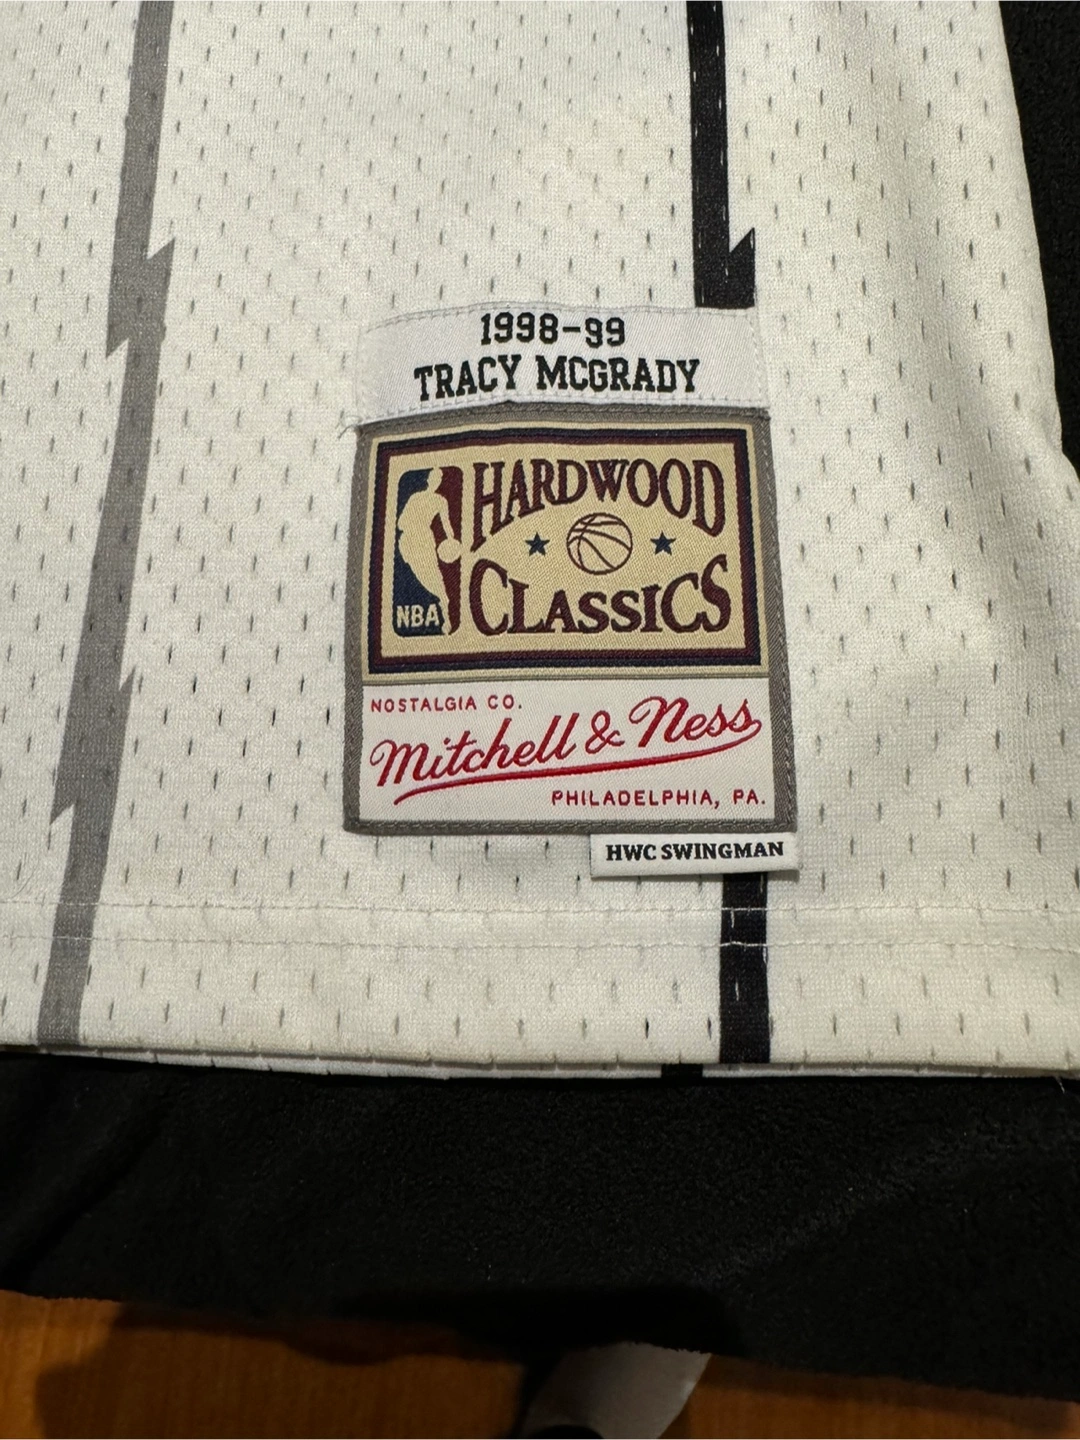 1998-99
TRACY MCGRADY
HARDWOOD
CLASSICS
NBA
NOSTALGIA CO.
Mitchell & Ness
PHILADELPHIA, PA.
HWC SWINGMAN